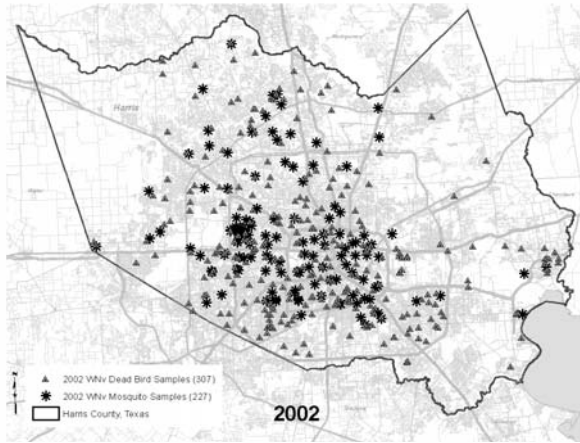 Harris
2002 WNv Dead Bird Samples (307)
2002 WNv Mosquito Samples (227)
Harris County, Texas
2002